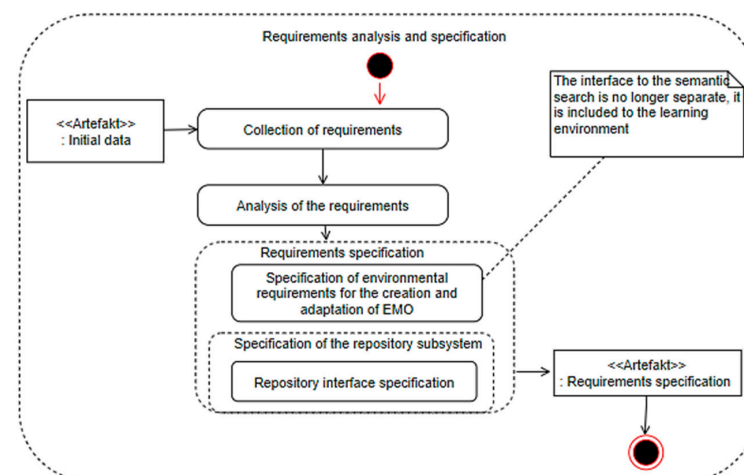 Requirements analysis and specification
The interface to the semantic
search is no longer separate, it
is included to the learning
environment
<<Artefakt>>
: Initial data
Collection of requirements
Analysis of the requirements
Requirements specification
Specification of environmental
requirements for the creation and
adaptation of EMO
Specification of the repository subsystem
Repository interface specification
<<Artefakt>>
: Requirements specification